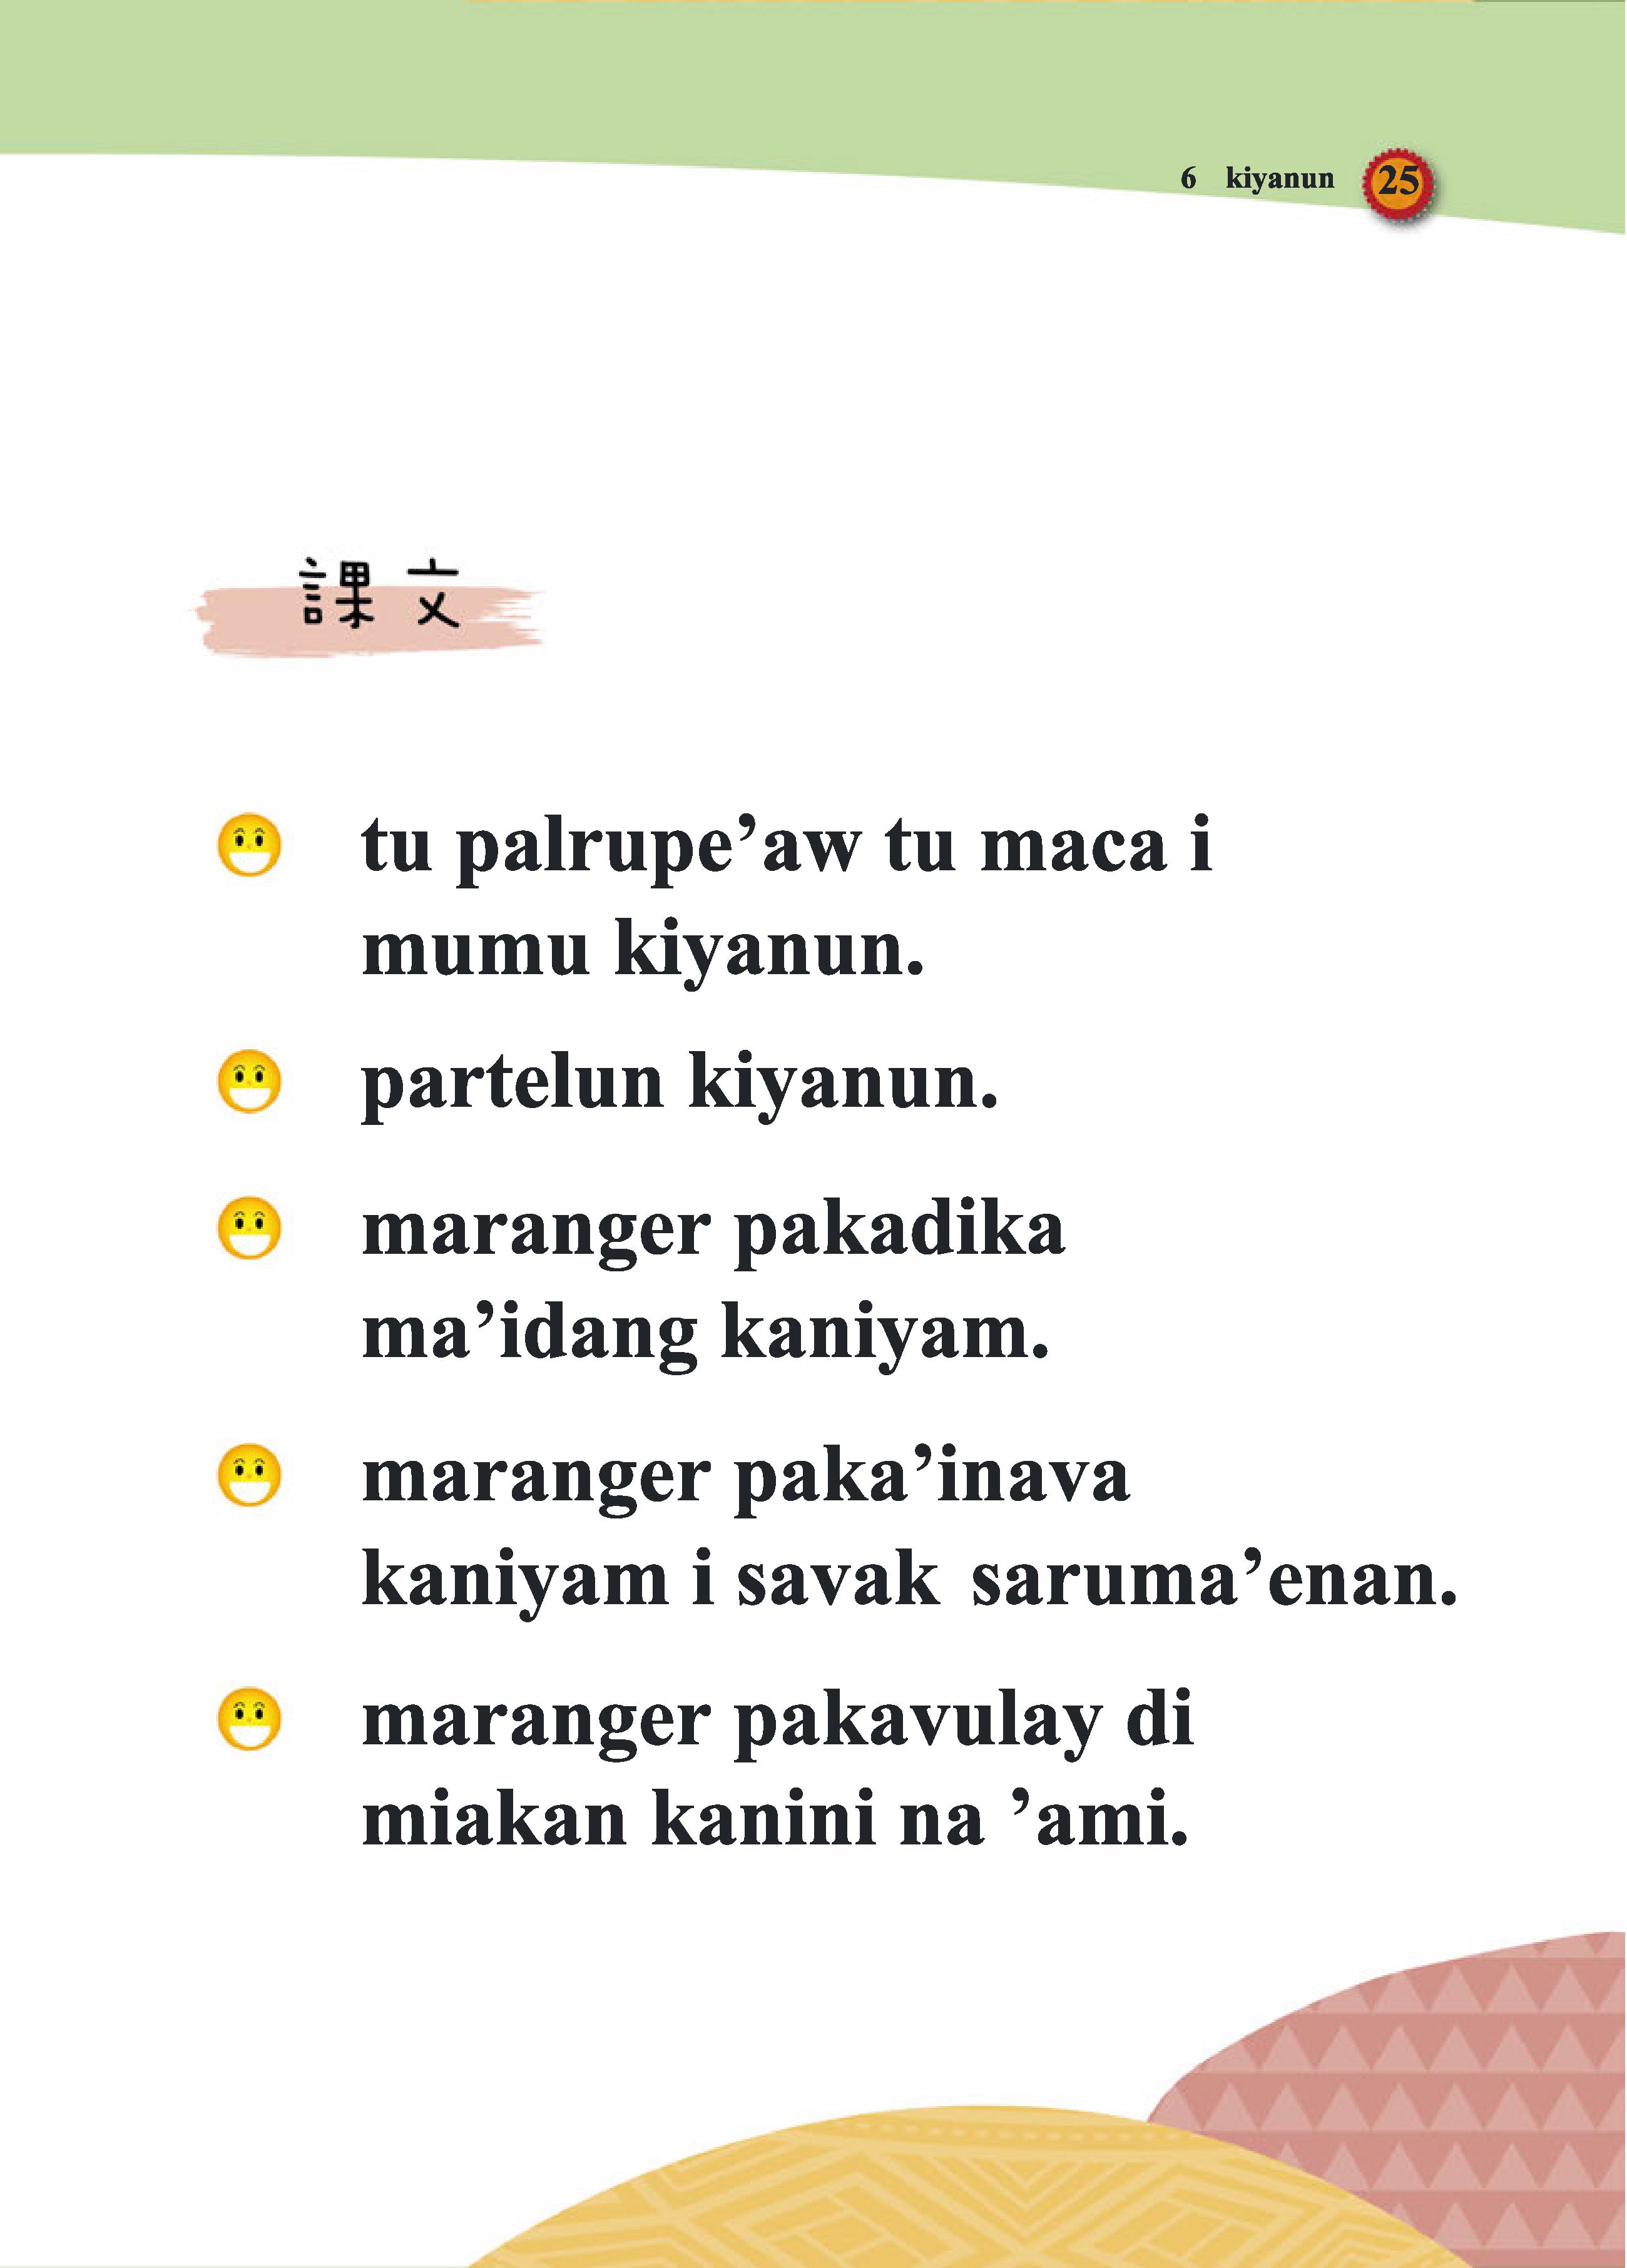 6 kiyanun 25
課文
tu palrupe’aw tu maca i
mumu kiyanun.
partelun kiyanun.
maranger pakadika
ma’idang kaniyam.
maranger paka’inava
kaniyam i savak saruma’enan.
maranger pakavulay di
miakan kanini na ’ami.